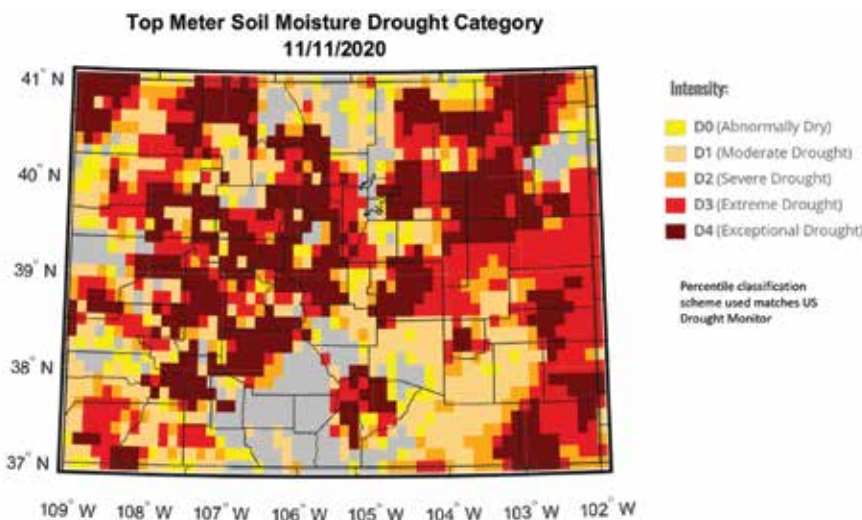 Top Meter Soil Moisture Drought Category
11/11/2020
41° N
40° N
39° N
38° N
37° N
109° W 108° W 107° W 106° W 105° W 104° W 103° W 102° W
Intensity:
D0 (Abnormally Dry)
D1 (Moderate Drought)
D2 (Severe Drought)
D3 (Extreme Drought)
D4 (Exceptional Drought)
Percentile classification
scheme used matches US
Drought Monitor